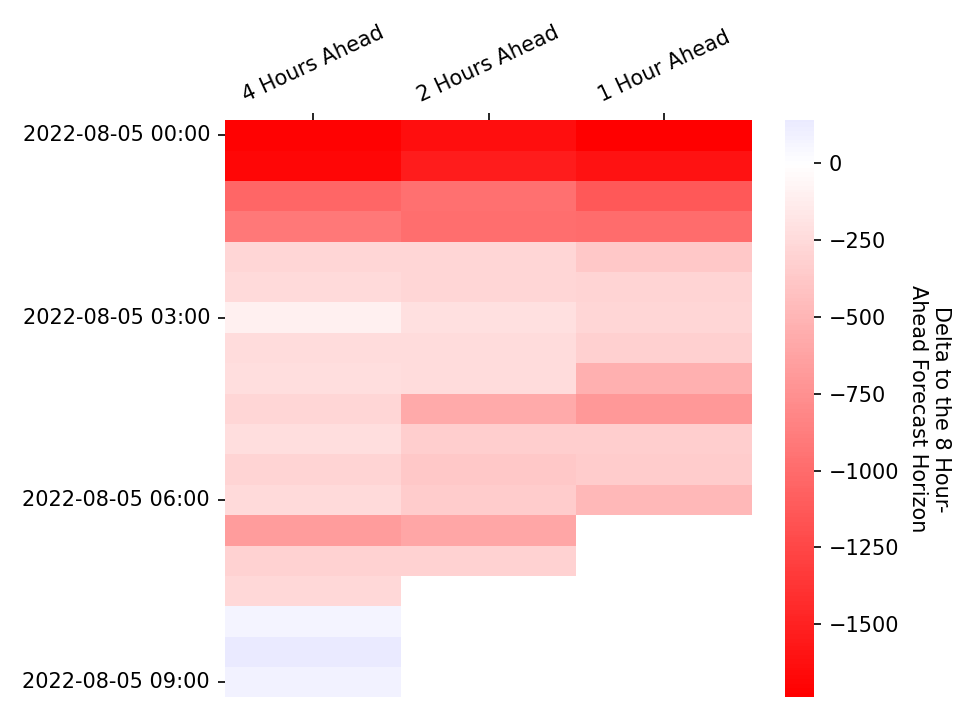 4 Hours Ahead
2 Hours Ahead
1 Hour Ahead
2022-08-05 00:00
2022-08-05 03:00
2022-08-05 06:00
2022-08-05 09:00
0
−250
−500
−750
−1000
−1250
−1500
Delta to the 8 Hour-
Ahead Forecast Horizon